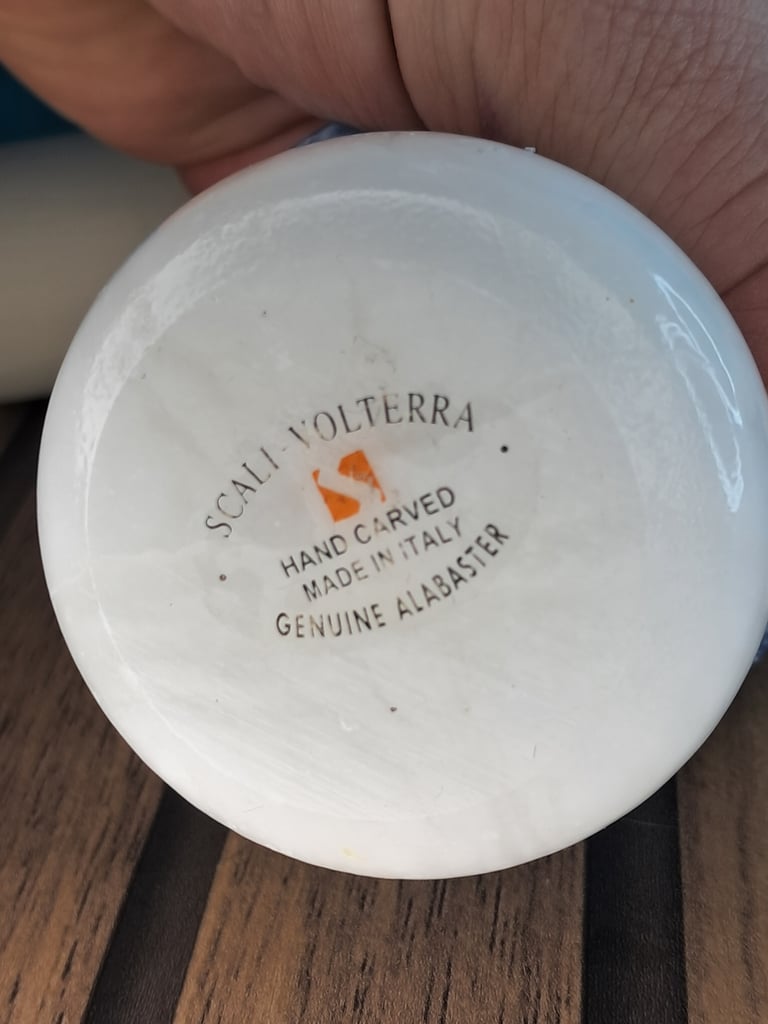 SCALI-VOLTERRA
S
HAND CARVED
MADE IN ITALY
GENUINE ALABASTER